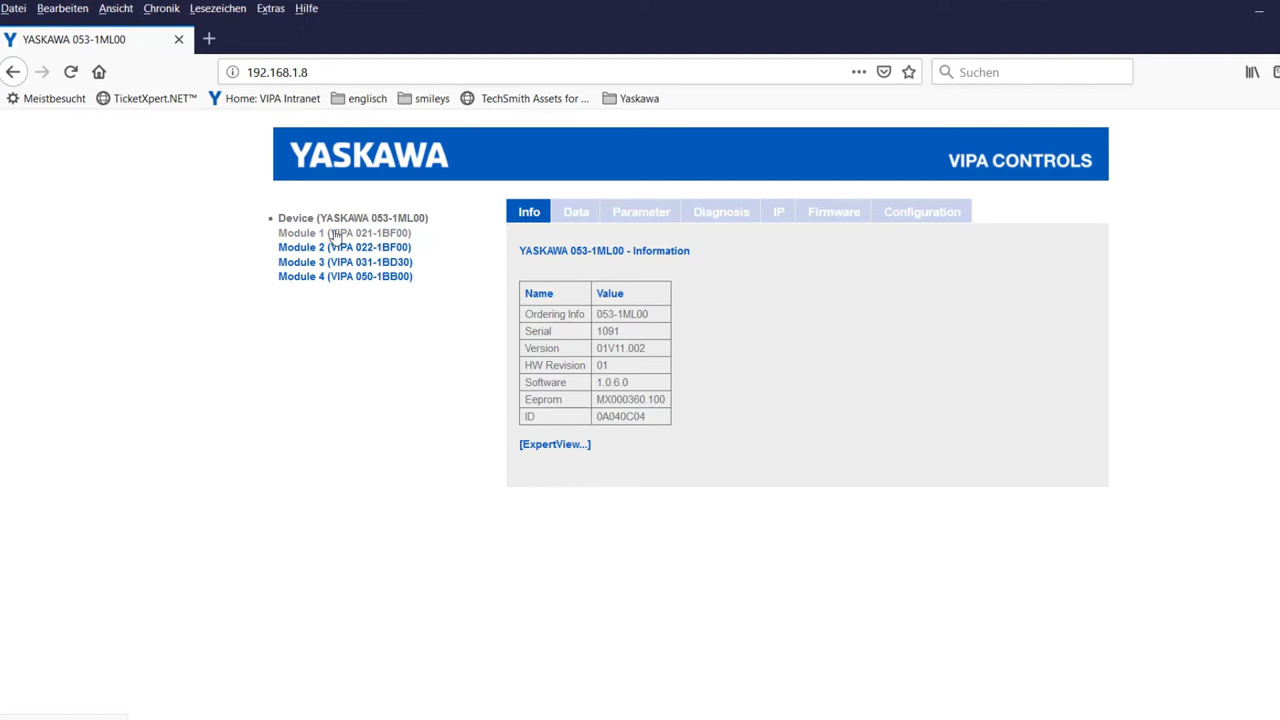 Datei Bearbeiten Ansicht Chronik Lesezeichen Extras Hilfe
YASKAWA 053-1ML00
192.168.1.8
Suchen
Meistbesucht TicketXpert.NET™ Home: VIPA Intranet englisch smileys TechSmith Assets for ... Yaskawa
YASKAWA
VIPA CONTROLS
Device (YASKAWA 053-1ML00)
Module 1 (VIPA 021-1BF00)
Module 2 (VIPA 022-1BF00)
Module 3 (VIPA 031-1BD30)
Module 4 (VIPA 050-1BB00)
Info Data Parameter Diagnosis IP Firmware Configuration
YASKAWA 053-1ML00 - Information
Name Value
Ordering Info 053-1ML00
Serial 1091
Version 01V11.002
HW Revision 01
Software 1.0.6.0
Eeprom MX000360.100
ID 0A040C04
[ExpertView...]